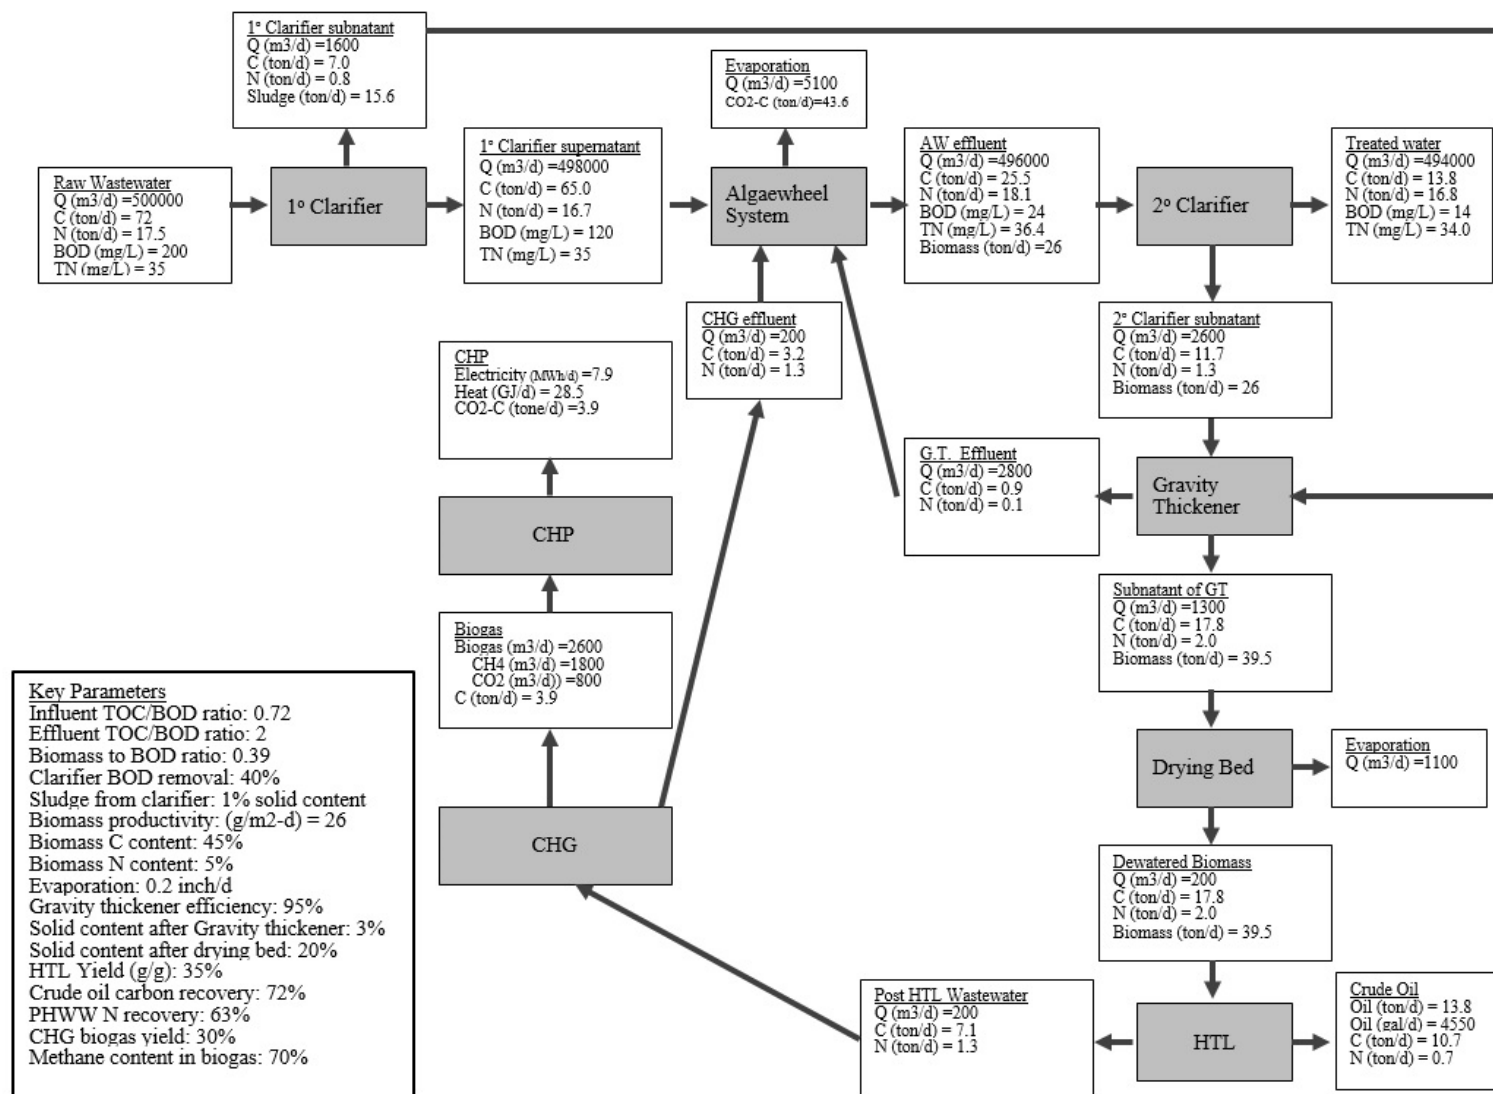 1º Clarifier subnatant
Q (m3/d) =1600
C (ton/d) = 7.0
N (ton/d) = 0.8
Sludge (ton/d) = 15.6
Evaporation
Q (m3/d) =5100
CO2-C (ton/d)=43.6
Raw Wastewater
Q (m3/d) =500000
C (ton/d) = 72
N (ton/d) = 17.5
BOD (mg/L) = 200
TN (mg/L) = 35
1º Clarifier
1º Clarifier supernatant
Q (m3/d) =498000
C (ton/d) = 65.0
N (ton/d) = 16.7
BOD (mg/L) = 120
TN (mg/L) = 35
Algaewheel
System
AW effluent
Q (m3/d) =496000
C (ton/d) = 25.5
N (ton/d) = 18.1
BOD (mg/L) = 24
TN (mg/L) = 36.4
Biomass (ton/d) =26
2º Clarifier
Treated water
Q (m3/d) =494000
C (ton/d) = 13.8
N (ton/d) = 16.8
BOD (mg/L) = 14
TN (mg/L) = 34.0
CHG effluent
Q (m3/d) =200
C (ton/d) = 3.2
N (ton/d) = 1.3
2º Clarifier subnatant
Q (m3/d) =2600
C (ton/d) = 11.7
N (ton/d) = 1.3
Biomass (ton/d) = 26
CHP
Electricity (MWh/d) =7.9
Heat (GJ/d) = 28.5
CO2-C (tone/d) =3.9
G.T. Effluent
Q (m3/d) =2800
C (ton/d) = 0.9
N (ton/d) = 0.1
Gravity
Thickener
CHP
Subnatant of GT
Q (m3/d) =1300
C (ton/d) = 17.8
N (ton/d) = 2.0
Biomass (ton/d) = 39.5
Biogas
Biogas (m3/d) =2600
CH4 (m3/d) =1800
CO2 (m3/d)) =800
C (ton/d) = 3.9
Drying Bed
Evaporation
Q (m3/d) =1100
CHG
Dewatered Biomass
Q (m3/d) =200
C (ton/d) = 17.8
N (ton/d) = 2.0
Biomass (ton/d) = 39.5
Post HTL Wastewater
Q (m3/d) =200
C (ton/d) = 7.1
N (ton/d) = 1.3
HTL
Crude Oil
Oil (ton/d) = 13.8
Oil (gal/d) = 4550
C (ton/d) = 10.7
N (ton/d) = 0.7
Key Parameters
Influent TOC/BOD ratio: 0.72
Effluent TOC/BOD ratio: 2
Biomass to BOD ratio: 0.39
Clarifier BOD removal: 40%
Sludge from clarifier: 1% solid content
Biomass productivity: (g/m2-d) = 26
Biomass C content: 45%
Biomass N content: 5%
Evaporation: 0.2 inch/d
Gravity thickener efficiency: 95%
Solid content after Gravity thickener: 3%
Solid content after drying bed: 20%
HTL Yield (g/g): 35%
Crude oil carbon recovery: 72%
PHWW N recovery: 63%
CHG biogas yield: 30%
Methane content in biogas: 70%